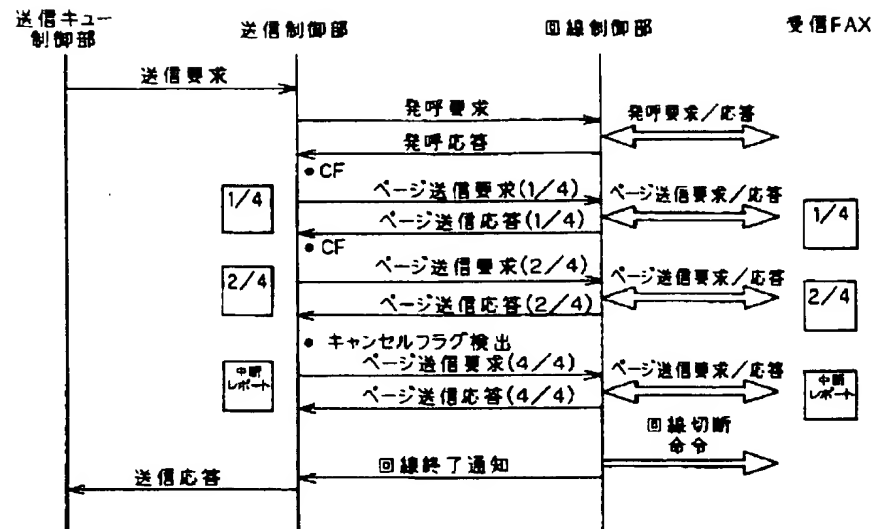 送信キュー
制御部
送信制御部
回線制御部
受信FAX
送信要求
発呼要求
発呼要求/応答
発呼応答
• CF
ページ送信要求(1/4)
ページ送信要求/応答
1/4
1/4
ページ送信応答(1/4)
• CF
ページ送信要求(2/4)
ページ送信要求/応答
2/4
2/4
ページ送信応答(2/4)
• キャンセルフラグ検出
ページ送信要求(4/4)
ページ送信要求/応答
中断
レポート
中断
レポート
ページ送信応答(4/4)
回線切断
命令
回線終了通知
送信応答